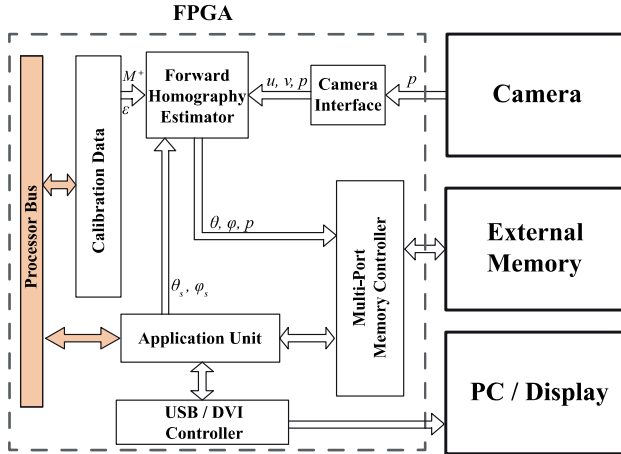 FPGA
Processor Bus
Calibration Data
M⁺
ε
Forward
Homography
Estimator
u, v, p
Camera
Interface
p
Camera
θ, φ, p
Multi-Port
Memory Controller
External
Memory
θs, φs
Application Unit
USB / DVI
Controller
PC / Display